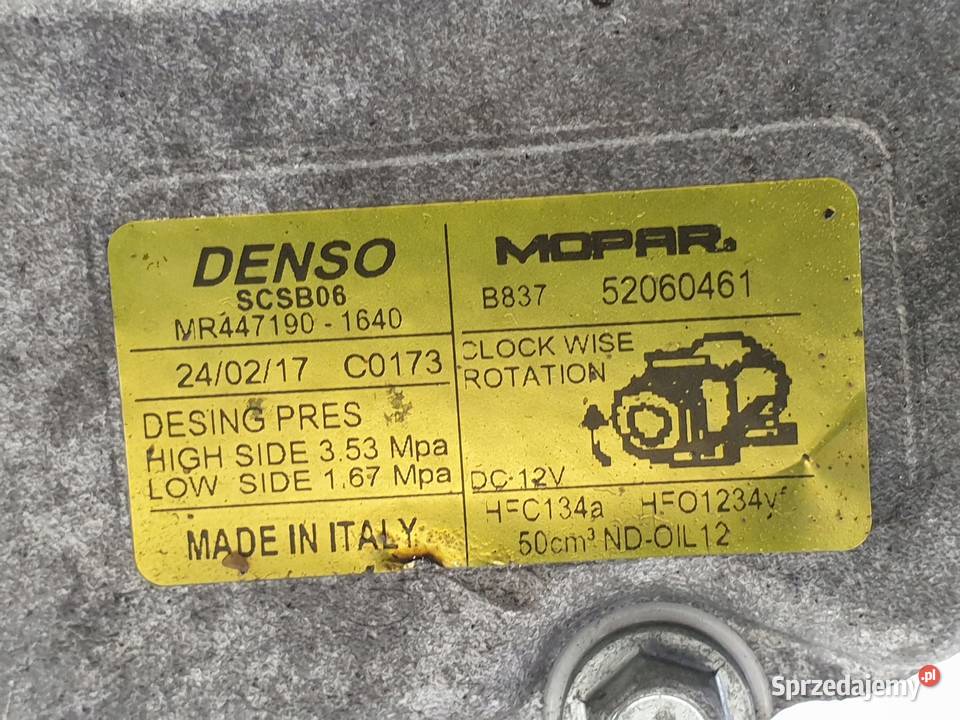 DENSO
SCSB06
MR447190-1640
24/02/17 C0173
DESING PRES
HIGH SIDE 3.53 Mpa
LOW SIDE 1.67 Mpa
MADE IN ITALY
MOPAR
B837 52060461
CLOCK WISE
ROTATION
DC-12V
HFC134a HFO1234yf
50cm³ ND-OIL12
Sprzedajemy.pl